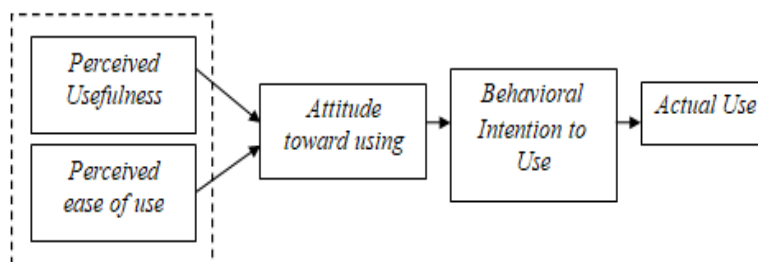 Perceived
Usefulness
Perceived
ease of use
Attitude
toward using
Behavioral
Intention to
Use
Actual Use